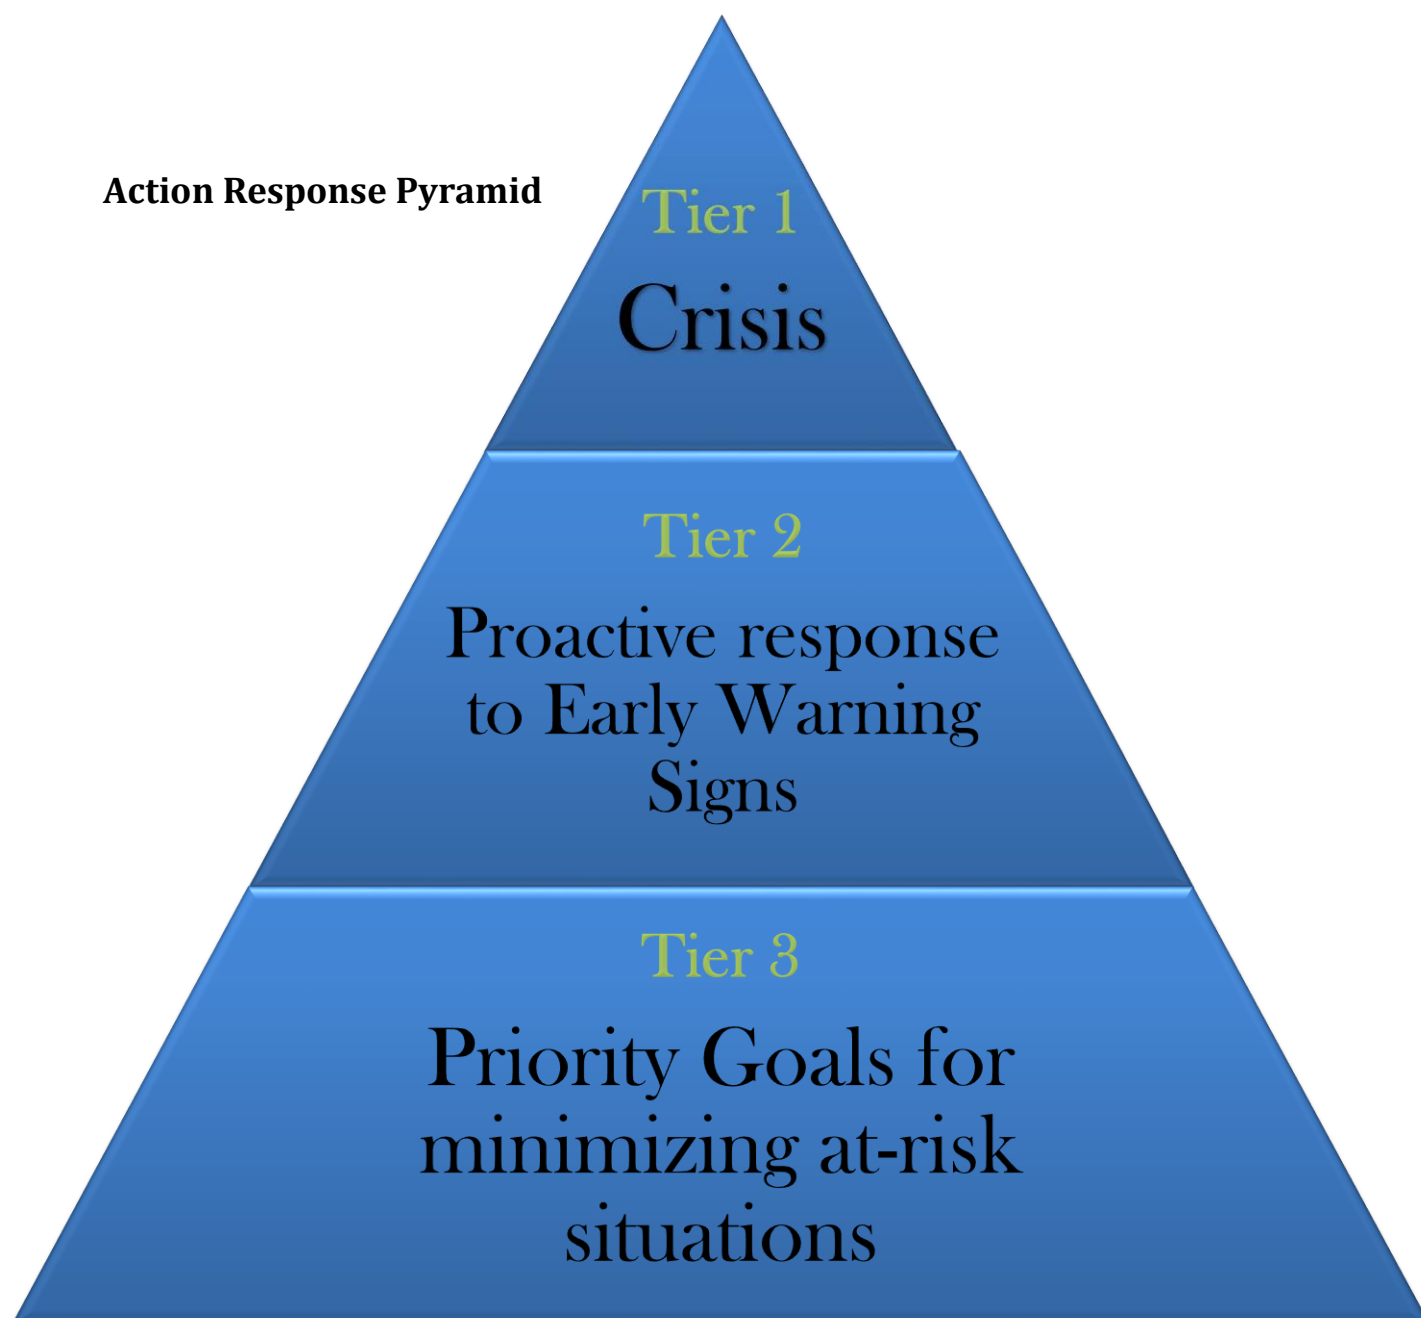 Action Response Pyramid
Tier 1
Crisis
Tier 2
Proactive response
to Early Warning
Signs
Tier 3
Priority Goals for
minimizing at-risk
situations